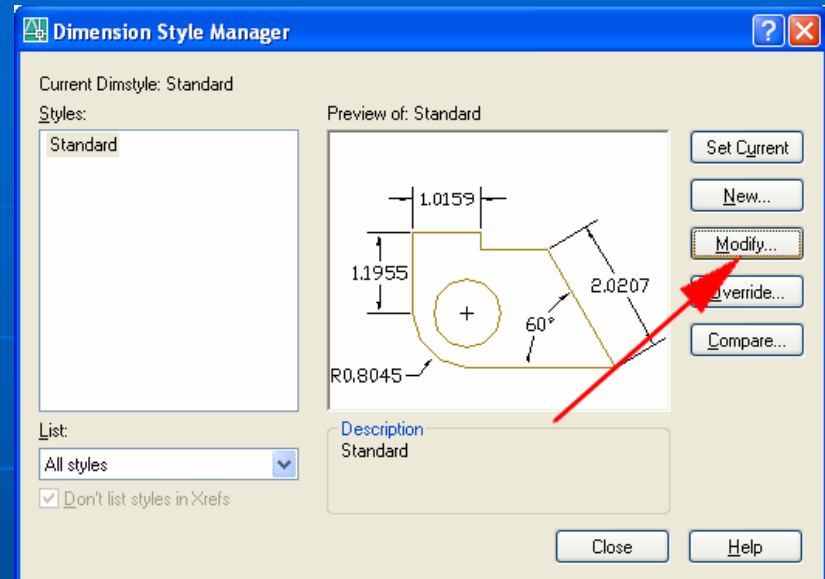 Dimension Style Manager
Current Dimstyle: Standard
Styles:
Standard
Preview of: Standard
1.0159
1.1955
2.0207
60°
R0.8045
Set Current
New...
Modify...
Override...
Compare...
List:
All styles
Don't list styles in Xrefs
Description
Standard
Close
Help